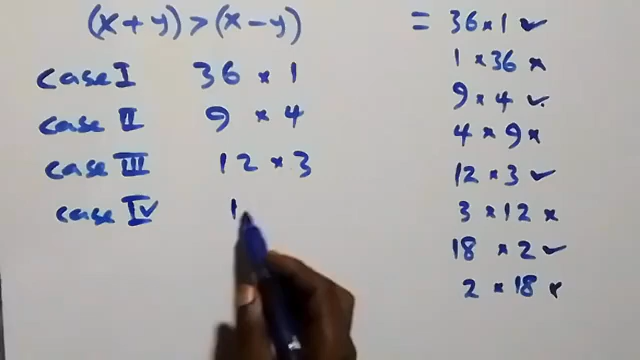 (x + y) > (x - y)
case I 36 × 1
case II 9 × 4
case III 12 × 3
case IV 1
= 36 × 1 ✓
1 × 36 ×
9 × 4 ✓
4 × 9 ×
12 × 3 ✓
3 × 12 ×
18 × 2 ✓
2 × 18 ×